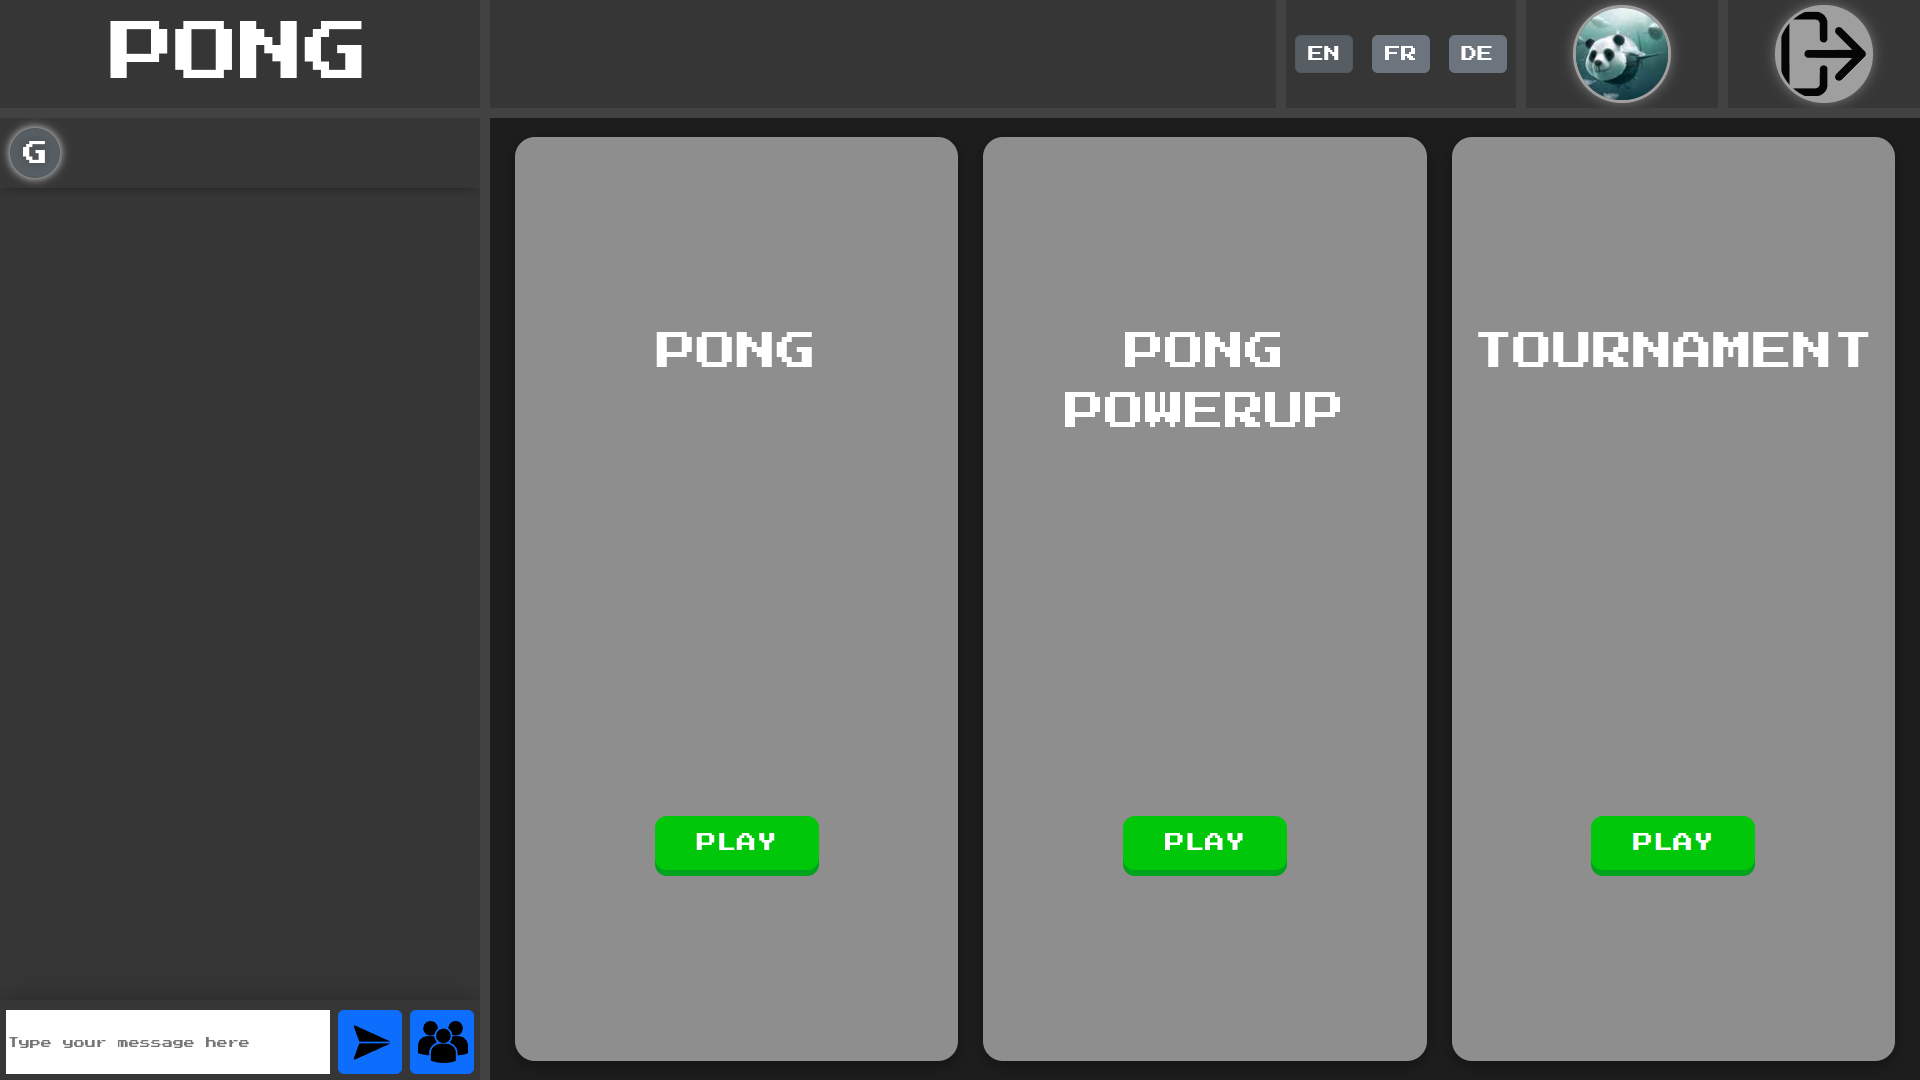 PONG
EN
FR
DE
G
PONG
PLAY
PONG
POWERUP
PLAY
TOURNAMENT
PLAY
Type your message here